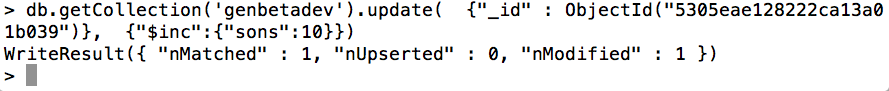 > db.getCollection('genbetadev').update(  {"_id" : ObjectId("5305eae128222ca13a0
1b039")},  {"$inc":{"sons":10}})
WriteResult({ "nMatched" : 1, "nUpserted" : 0, "nModified" : 1 })
>